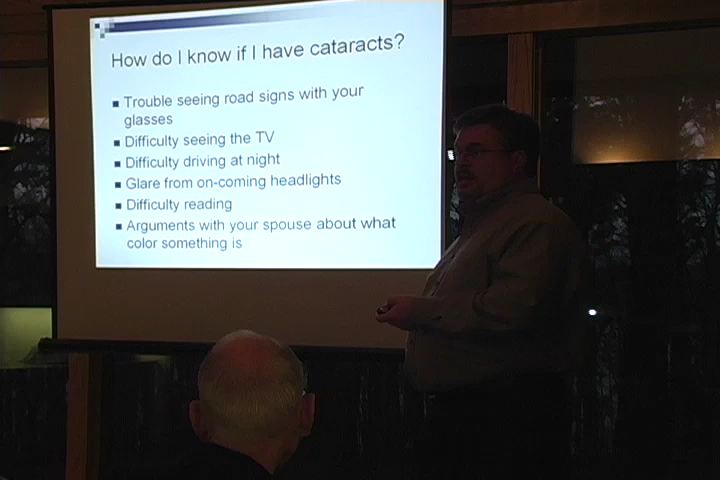 How do I know if I have cataracts?
Trouble seeing road signs with your
glasses
Difficulty seeing the TV
Difficulty driving at night
Glare from on-coming headlights
Difficulty reading
Arguments with your spouse about what
color something is